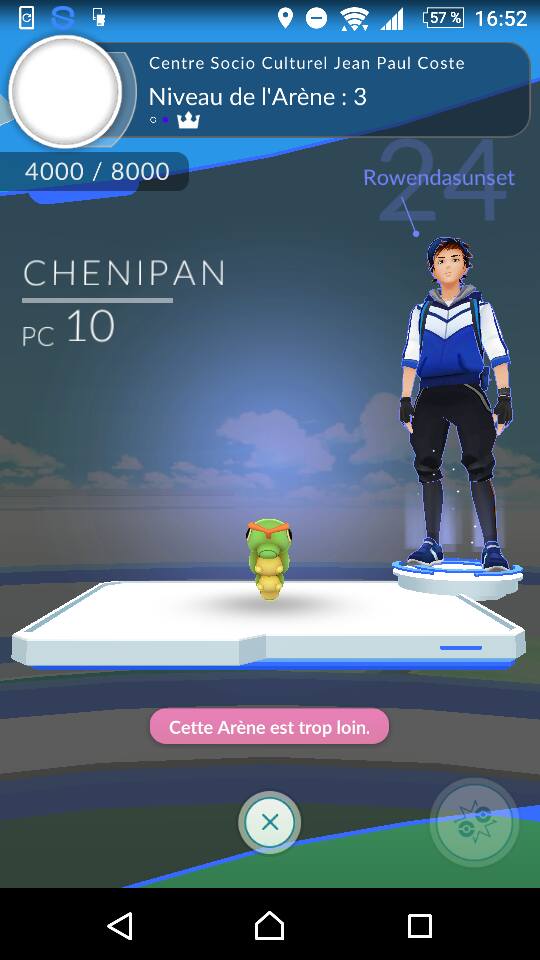 57 % 16:52
Centre Socio Culturel Jean Paul Coste
Niveau de l'Arène : 3
4000 / 8000
24
Rowendasunset
CHENIPAN
PC 10
Cette Arène est trop loin.